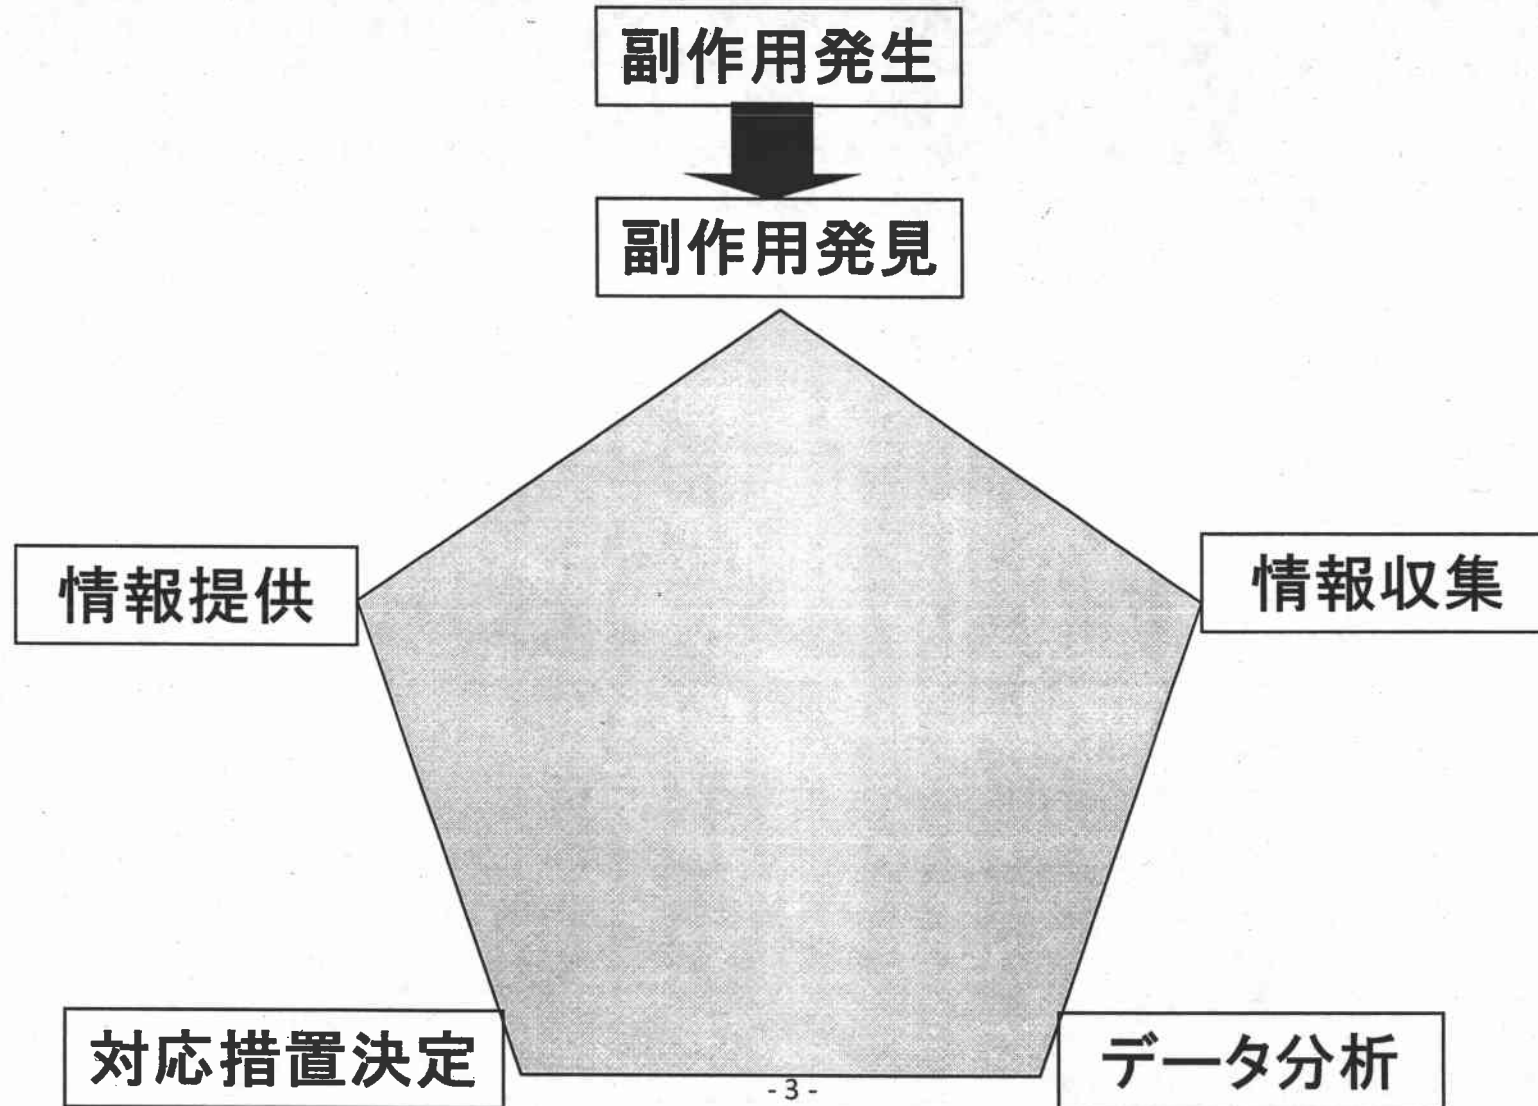 副作用発生
副作用発見
情報提供
情報収集
対応措置決定
データ分析
- 3 -